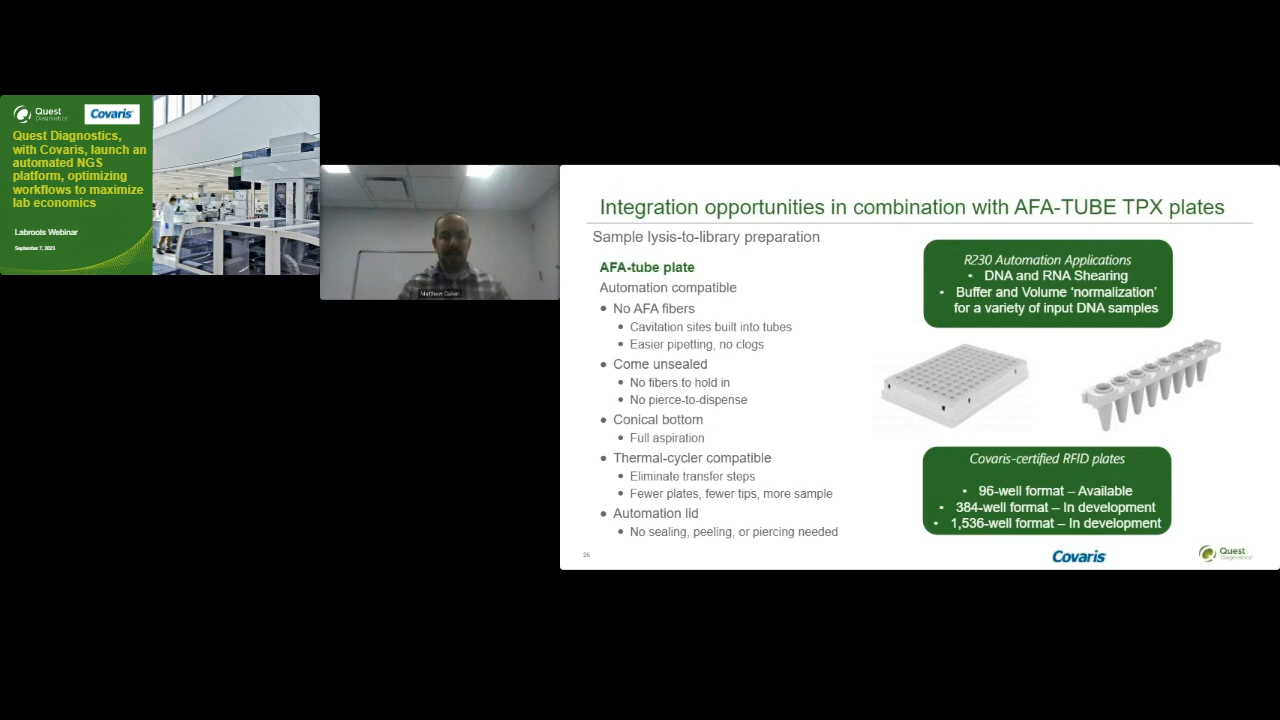 Quest
Diagnostics
Covaris
Quest Diagnostics,
with Covaris, launch an
automated NGS
platform, optimizing
workflows to maximize
lab economics
Labroots Webinar
September 7, 2023
Integration opportunities in combination with AFA-TUBE TPX plates
Sample lysis-to-library preparation
AFA-tube plate
Automation compatible
• No AFA fibers
• Cavitation sites built into tubes
• Easier pipetting, no clogs
• Come unsealed
• No fibers to hold in
• No pierce-to-dispense
• Conical bottom
• Full aspiration
• Thermal-cycler compatible
• Eliminate transfer steps
• Fewer plates, fewer tips, more sample
• Automation lid
• No sealing, peeling, or piercing needed
R230 Automation Applications
• DNA and RNA Shearing
• Buffer and Volume ‘normalization’
for a variety of input DNA samples
Covaris-certified RFID plates
• 96-well format – Available
• 384-well format – In development
• 1,536-well format – In development
Covaris
Quest
Diagnostics
Matthew